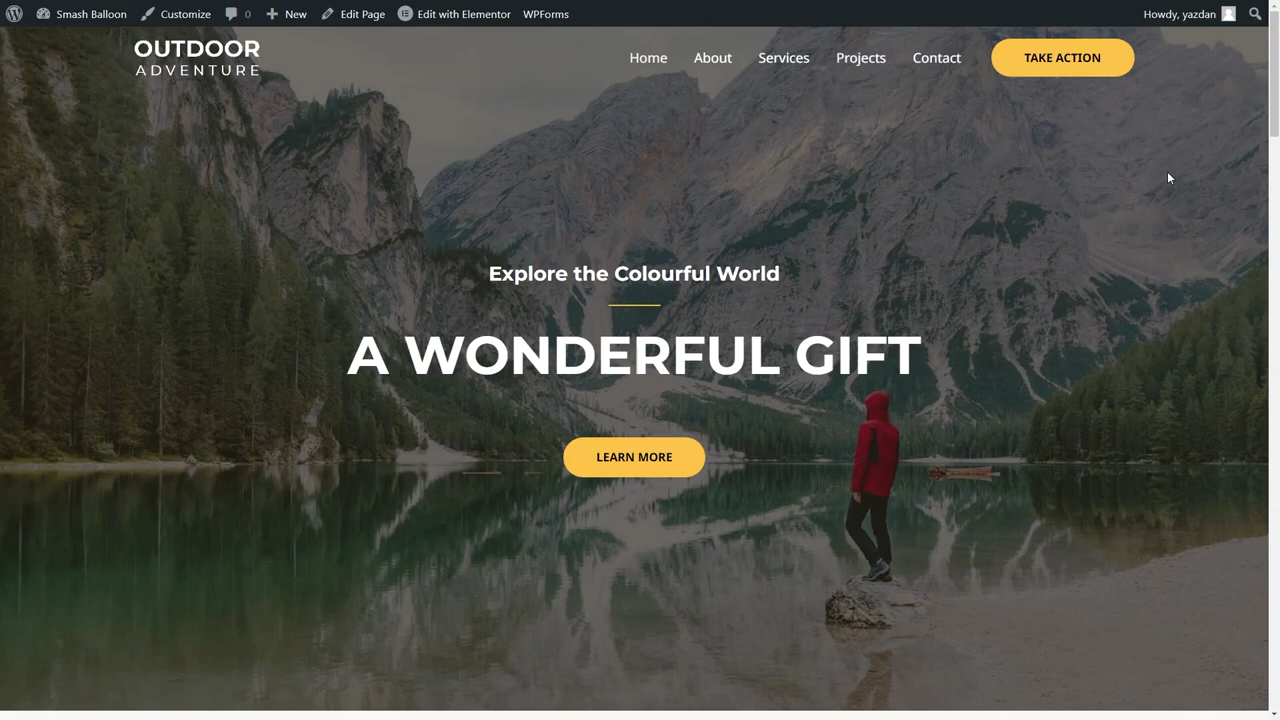 Smash Balloon Customize 0 New Edit Page Edit with Elementor WPForms Howdy, yazdan
OUTDOOR
ADVENTURE
Home About Services Projects Contact TAKE ACTION
Explore the Colourful World
A WONDERFUL GIFT
LEARN MORE